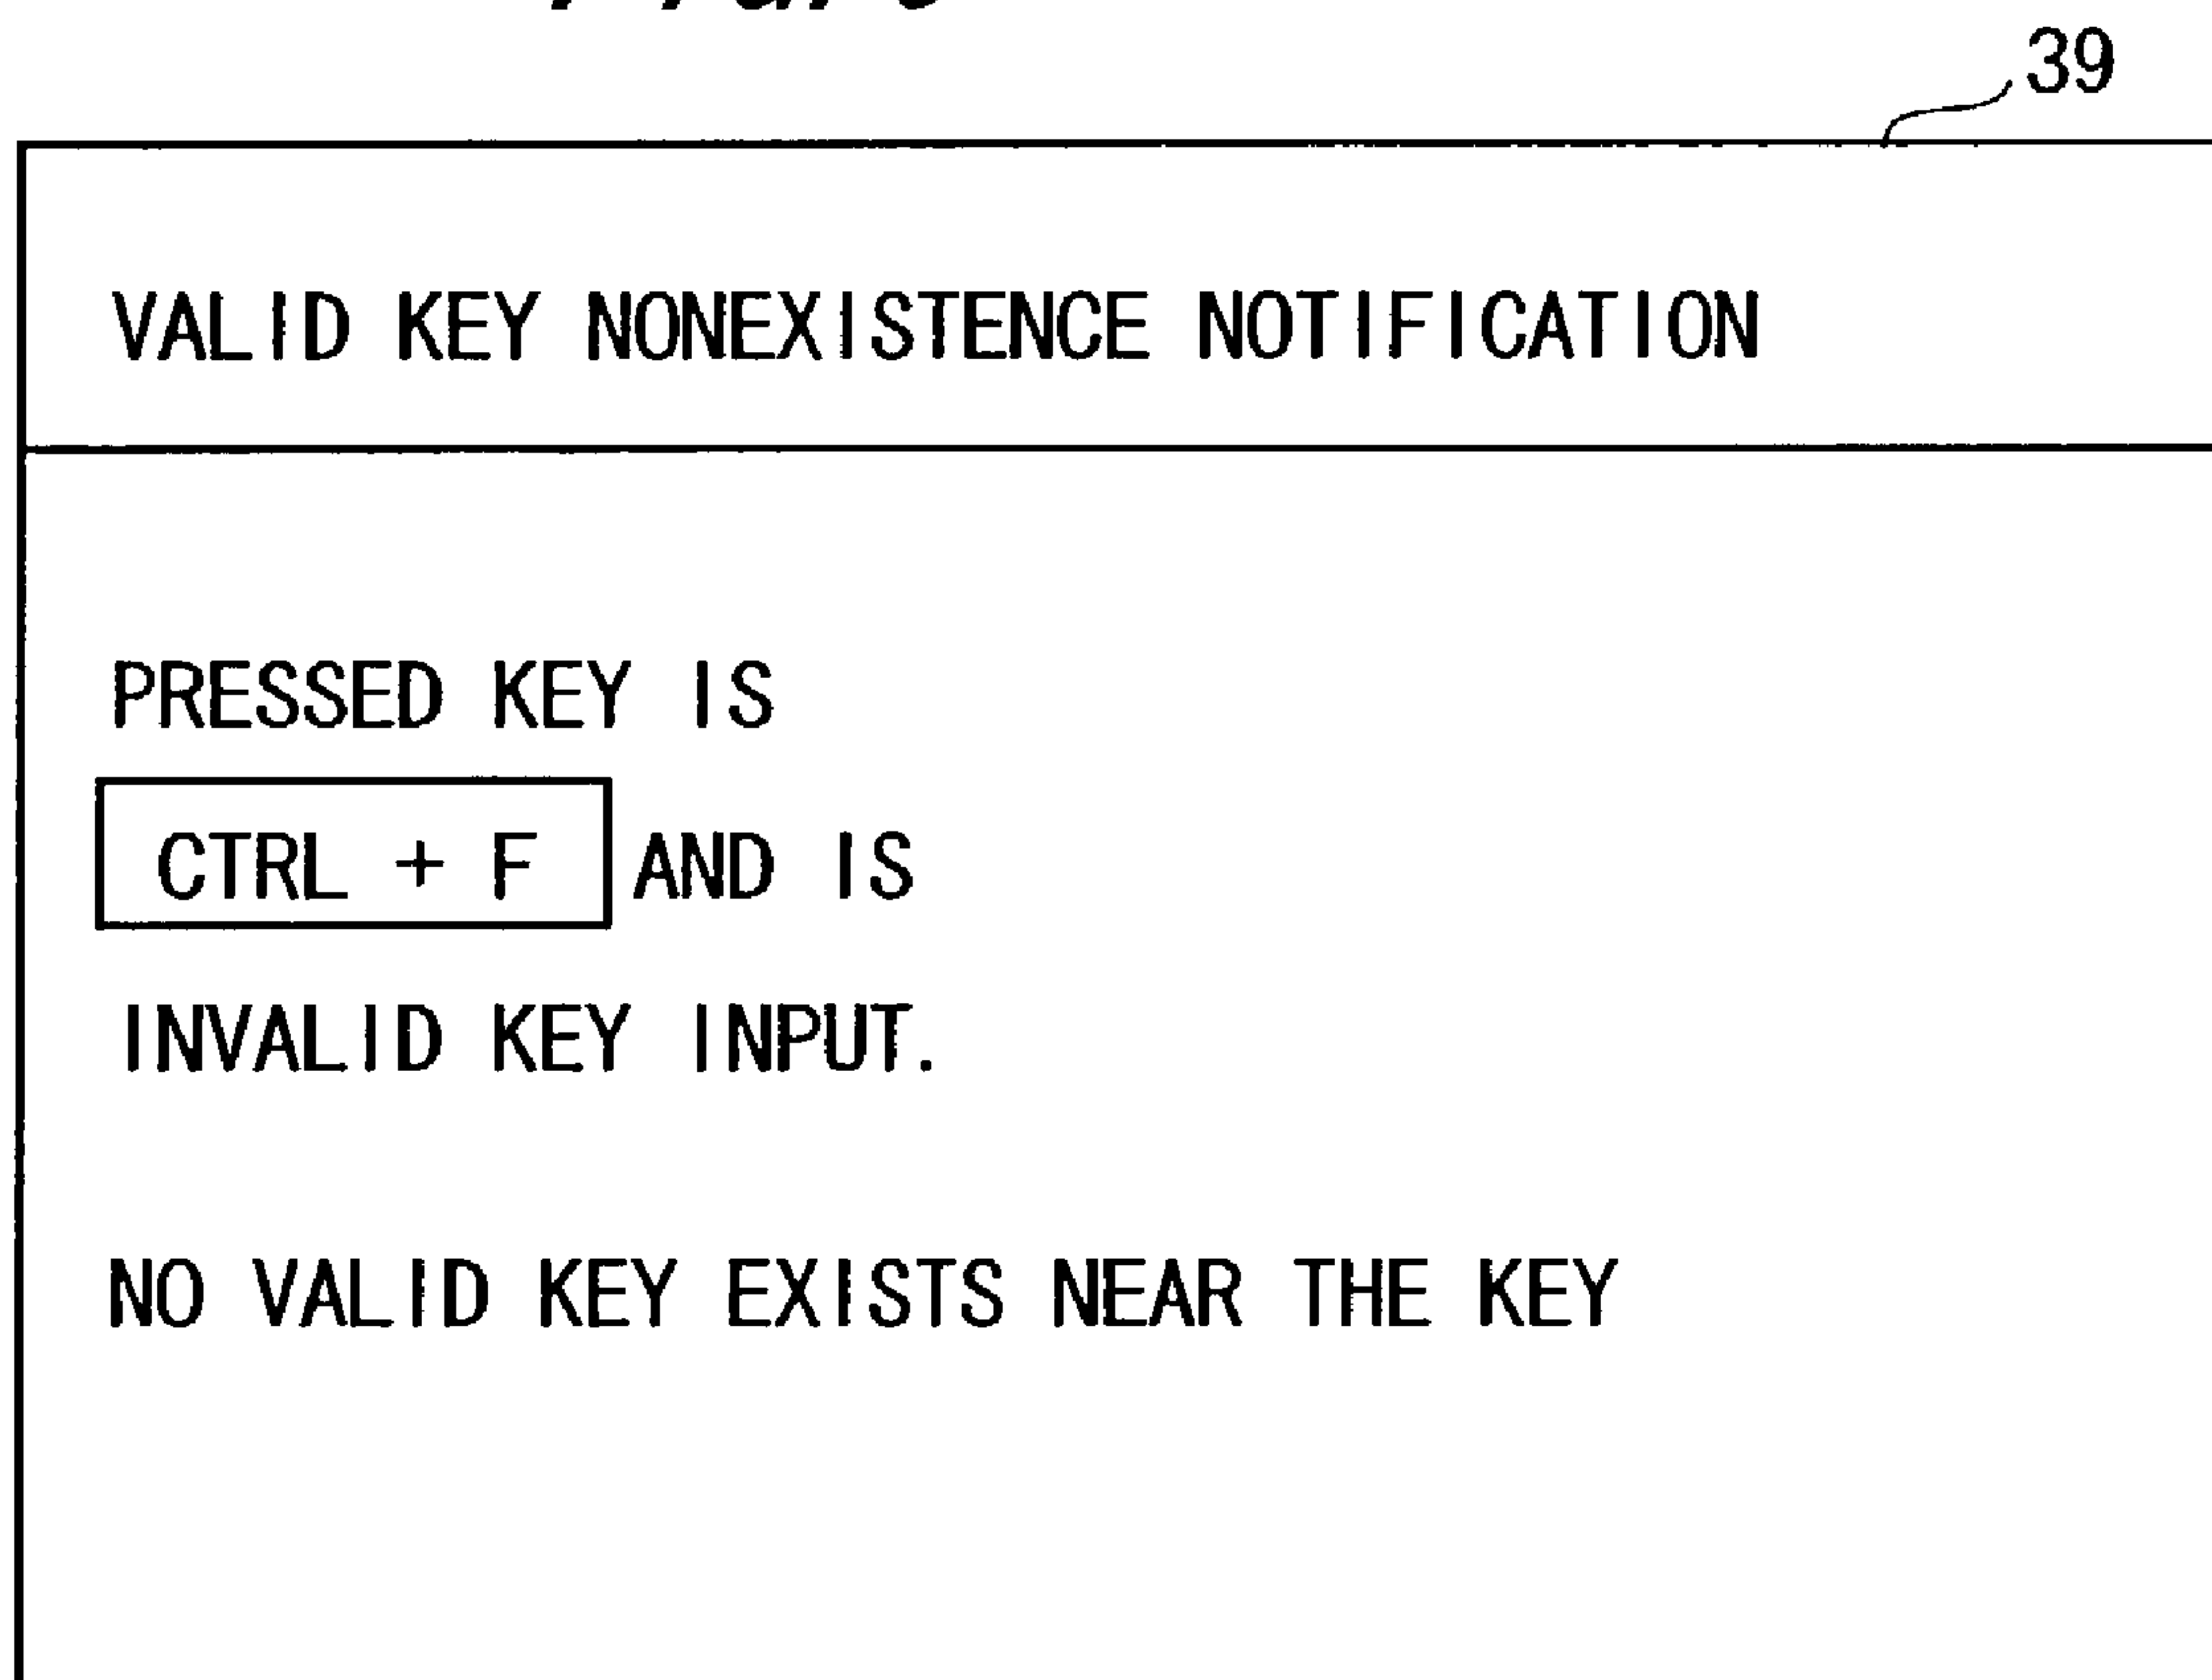 39
VALID KEY NONEXISTENCE NOTIFICATION
PRESSED KEY IS
CTRL + F AND IS
INVALID KEY INPUT.
NO VALID KEY EXISTS NEAR THE KEY